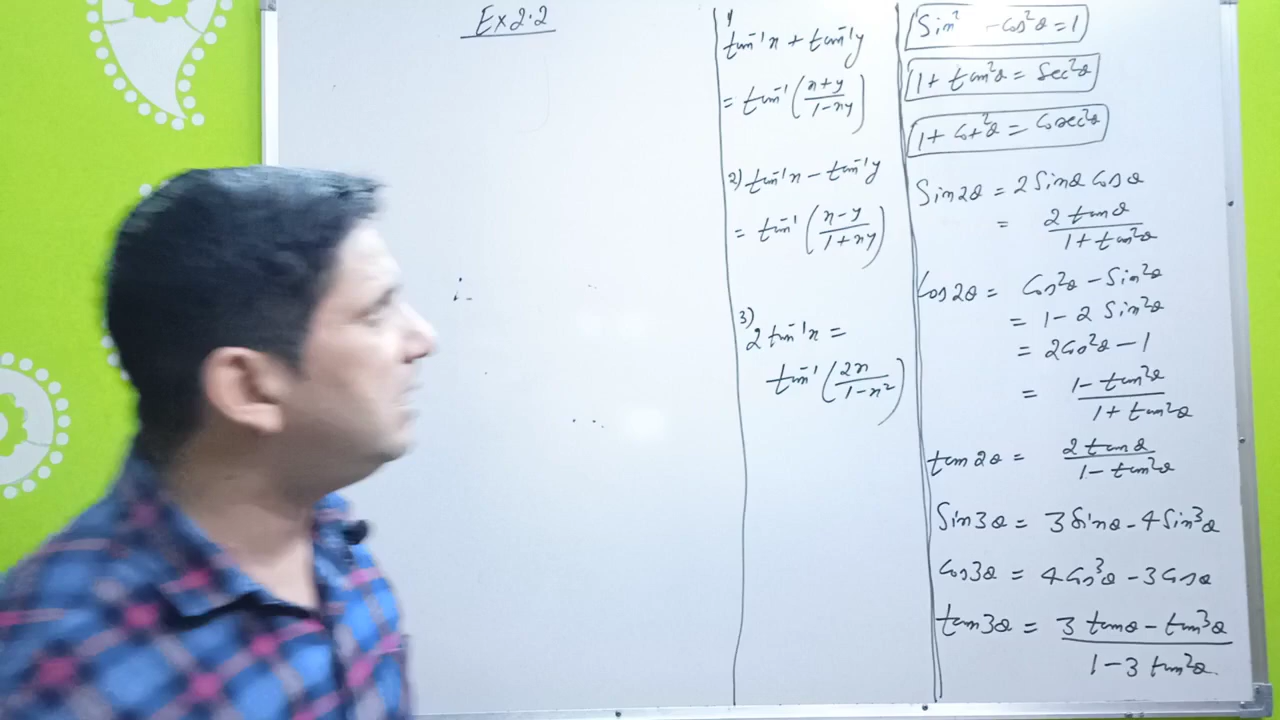 Ex 2.2
1)
tan⁻¹x + tan⁻¹y
= tan⁻¹(x+y/1-xy)
2) tan⁻¹x - tan⁻¹y
= tan⁻¹(x-y/1+xy)
3)
2 tan⁻¹x =
tan⁻¹(2x/1-x²)
Sin² - cos²θ = 1
1 + tan²θ = Sec²θ
1 + Cot²θ = Cosec²θ
Sin2θ = 2 Sinθ Cosθ
= 2 tanθ/1 + tan²θ
Cos2θ = Cos²θ - Sin²θ
= 1 - 2 Sin²θ
= 2Cos²θ - 1
= 1 - tan²θ/1 + tan²θ
tan2θ = 2 tanθ/1 - tan²θ
Sin3θ = 3 Sinθ - 4 Sin³θ
Cos3θ = 4 Cos³θ - 3 Cosθ
tan3θ = 3 tanθ - tan³θ/1 - 3 tan²θ